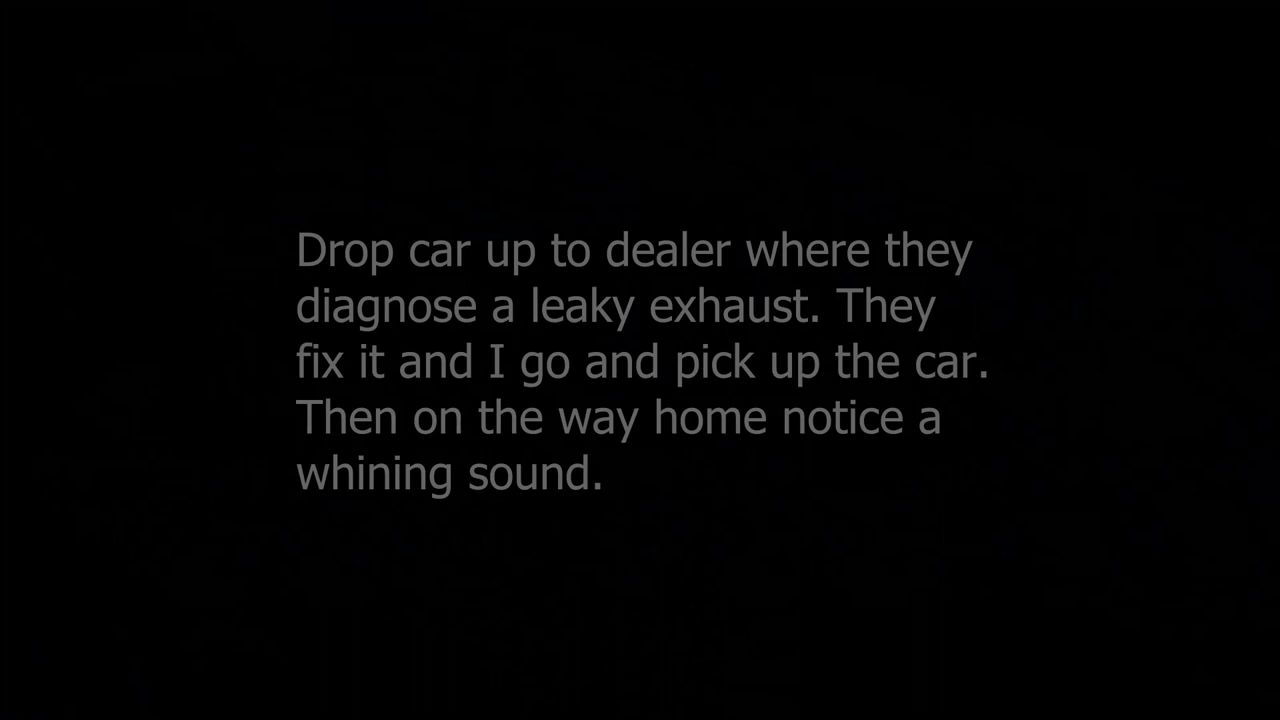 Drop car up to dealer where they
diagnose a leaky exhaust. They
fix it and I go and pick up the car.
Then on the way home notice a
whining sound.